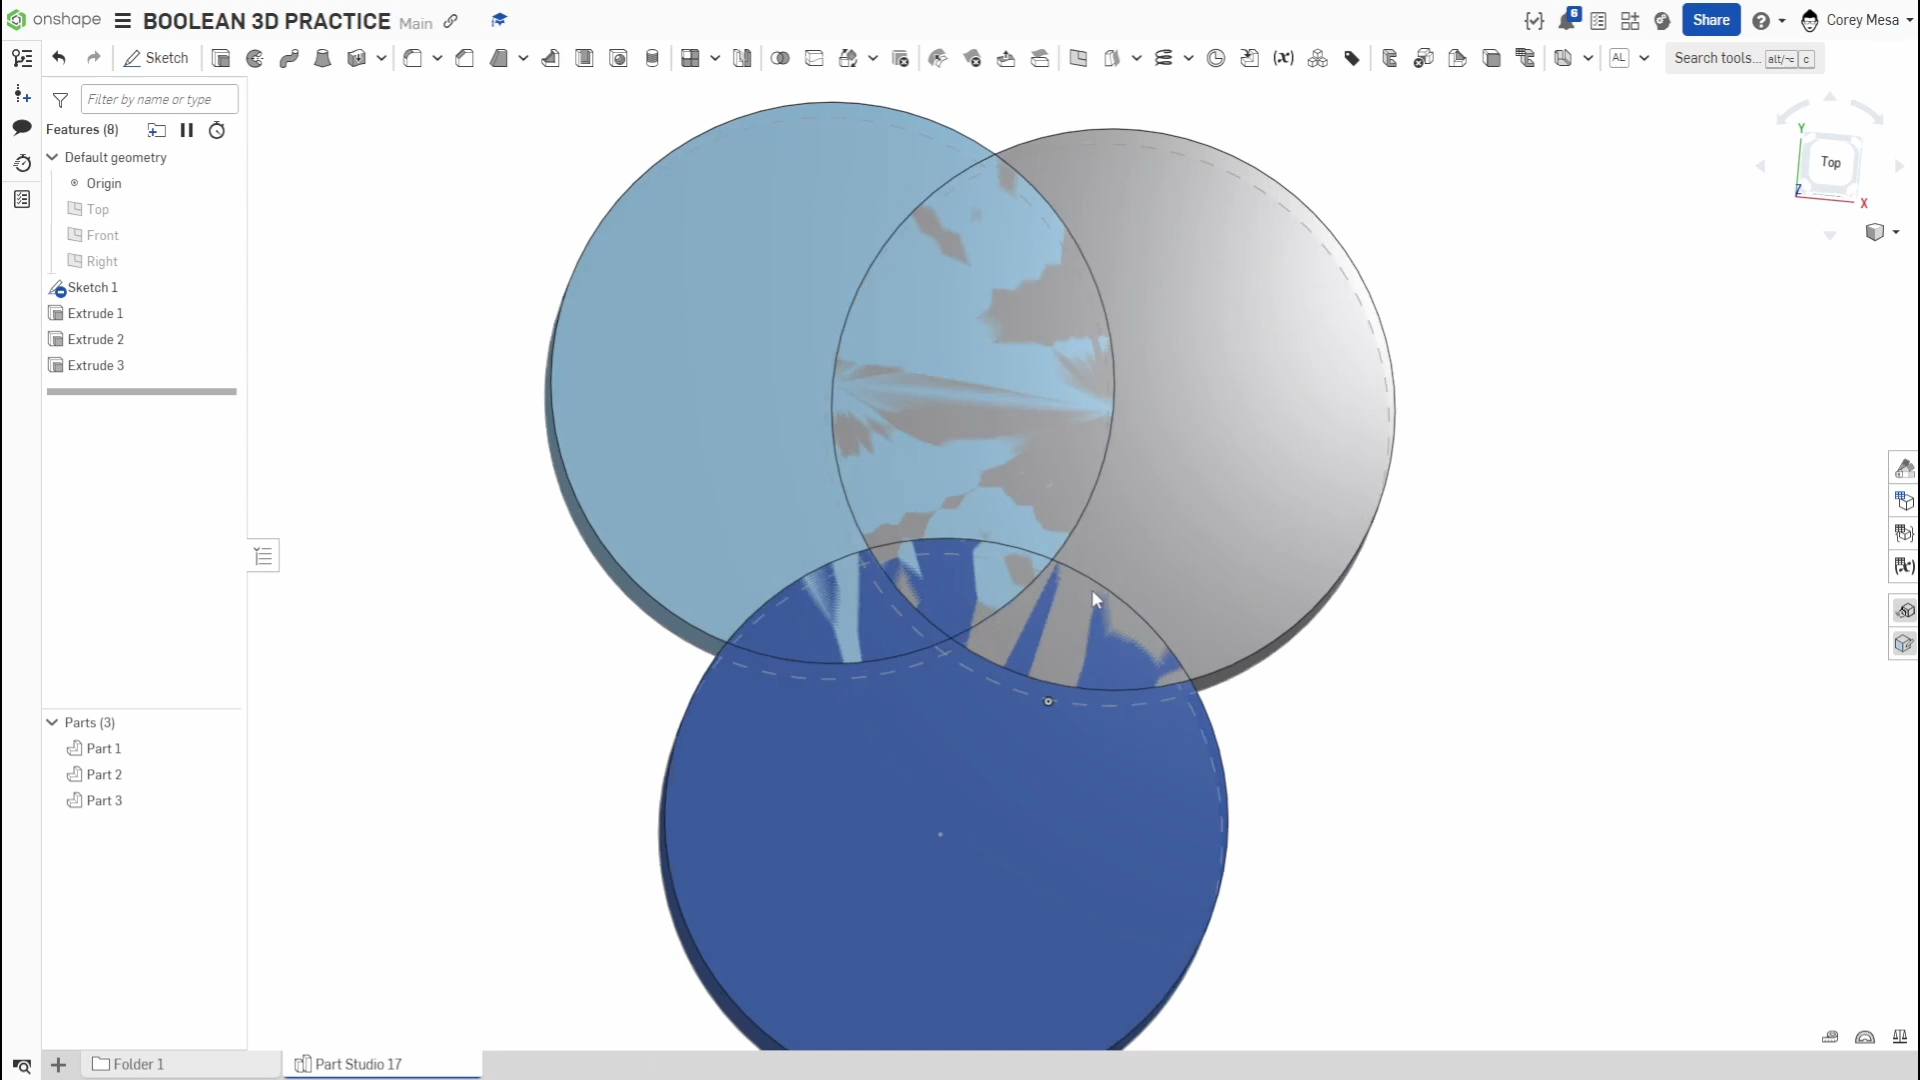 onshape BOOLEAN 3D PRACTICE Main 6 Share Corey Mesa
Sketch AL Search tools... alt/⌥ c
Filter by name or type
Features (8)
Default geometry
Origin
Top
Front
Right
Sketch 1
Extrude 1
Extrude 2
Extrude 3
Y
Top
Z
X
Parts (3)
Part 1
Part 2
Part 3
Folder 1 Part Studio 17